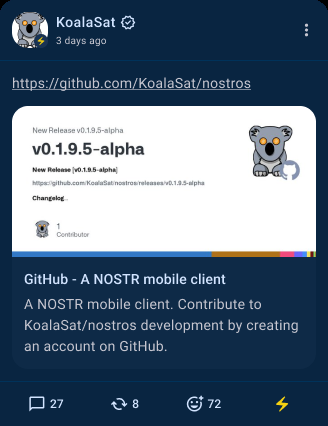 KoalaSat
3 days ago
https://github.com/KoalaSat/nostros
New Release v0.1.9.5-alpha
v0.1.9.5-alpha
New Release [v0.1.9.5-alpha]
https://github.com/KoalaSat/nostros/releases/v0.1.9.5-alpha
Changelog...
1
Contributor
GitHub - A NOSTR mobile client
A NOSTR mobile client. Contribute to
KoalaSat/nostros development by creating
an account on GitHub.
27 8 72